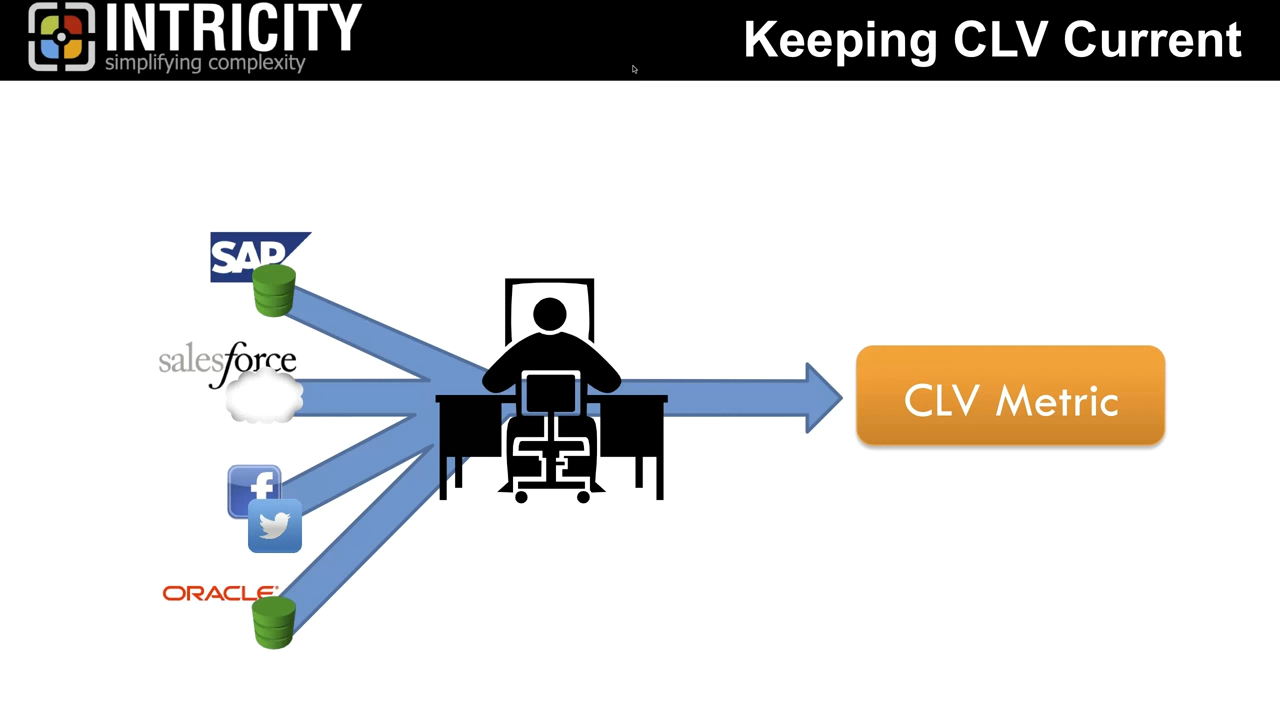 INTRICITY
simplifying complexity
Keeping CLV Current
SAP
salesforce
f
ORACLE
CLV Metric